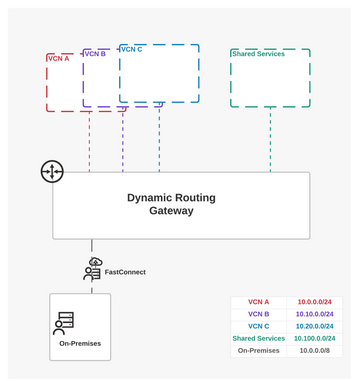 VCN A
VCN B
VCN C
Shared Services
Dynamic Routing
Gateway
FastConnect
On-Premises
VCN A 10.0.0.0/24
VCN B 10.10.0.0/24
VCN C 10.20.0.0/24
Shared Services 10.100.0.0/24
On-Premises 10.0.0.0/8